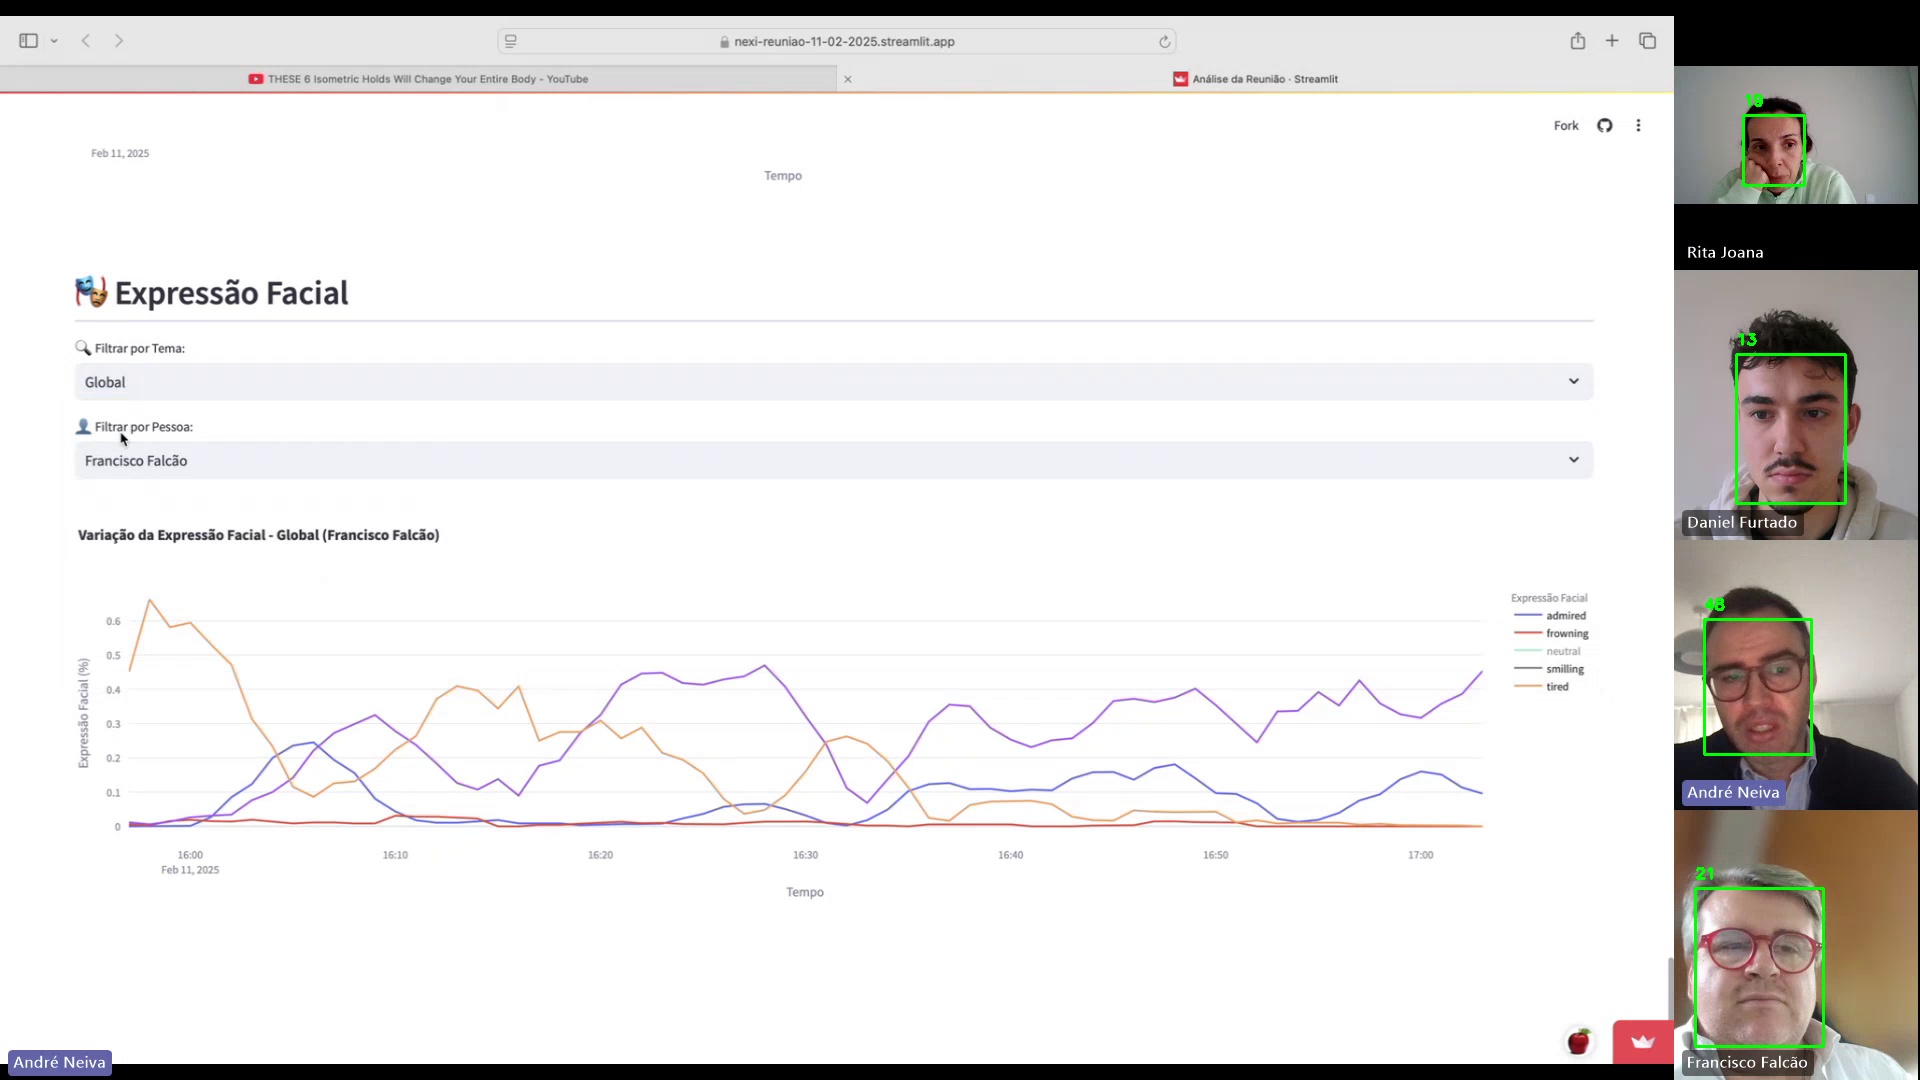 nexi-reuniao-11-02-2025.streamlit.app
THESE 6 Isometric Holds Will Change Your Entire Body - YouTube
Análise da Reunião · Streamlit
Fork
Feb 11, 2025
Tempo
Expressão Facial
Filtrar por Tema:
Global
Filtrar por Pessoa:
Francisco Falcão
Variação da Expressão Facial - Global (Francisco Falcão)
Expressão Facial (%)
0.6
0.5
0.4
0.3
0.2
0.1
0
16:00
16:10
16:20
16:30
16:40
16:50
17:00
Feb 11, 2025
Tempo
Expressão Facial
admired
frowning
neutral
smilling
tired
André Neiva
19
Rita Joana
13
Daniel Furtado
48
André Neiva
21
Francisco Falcão